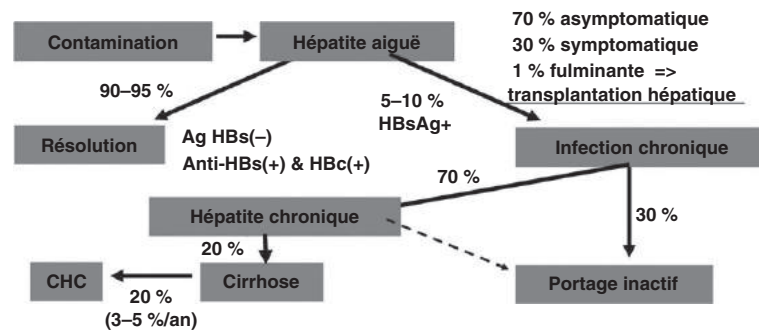 Contamination
Hépatite aiguë
70 % asymptomatique
30 % symptomatique
1 % fulminante =>
transplantation hépatique
90–95 %
5–10 %
HBsAg+
Résolution
Ag HBs(–)
Anti-HBs(+) & HBc(+)
Infection chronique
70 %
30 %
Hépatite chronique
20 %
CHC
Cirrhose
Portage inactif
20 %
(3–5 %/an)